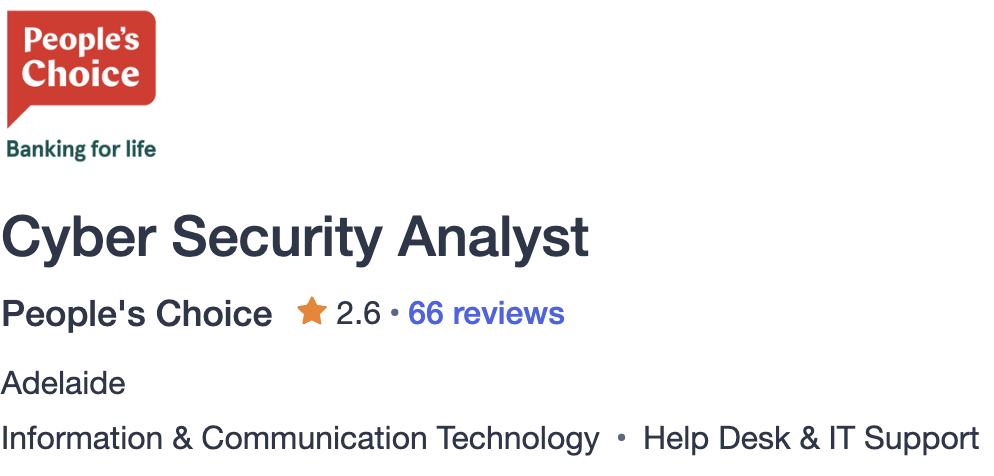 People's
Choice
Banking for life
Cyber Security Analyst
People's Choice 2.6 • 66 reviews
Adelaide
Information & Communication Technology • Help Desk & IT Support